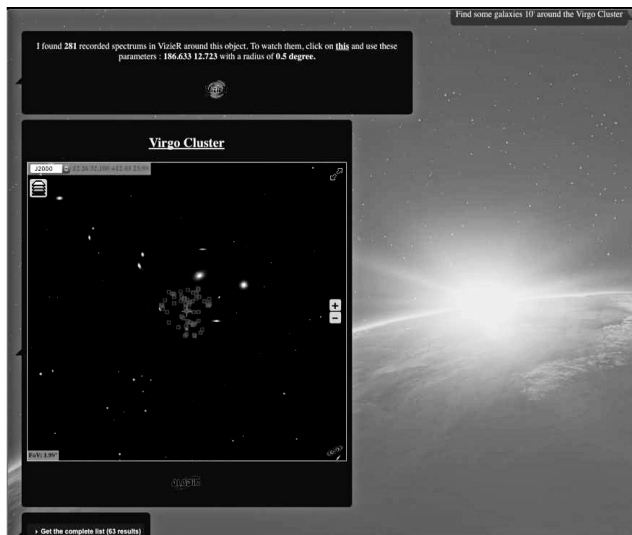 Find some galaxies 10' around the Virgo Cluster
I found 281 recorded spectrums in VizieR around this object. To watch them, click on this and use these
parameters : 186.633 12.723 with a radius of 0.5 degree.
Virgo Cluster
J2000
+
−
FoV: 1.99°
ALADIN
Get the complete list (63 results)